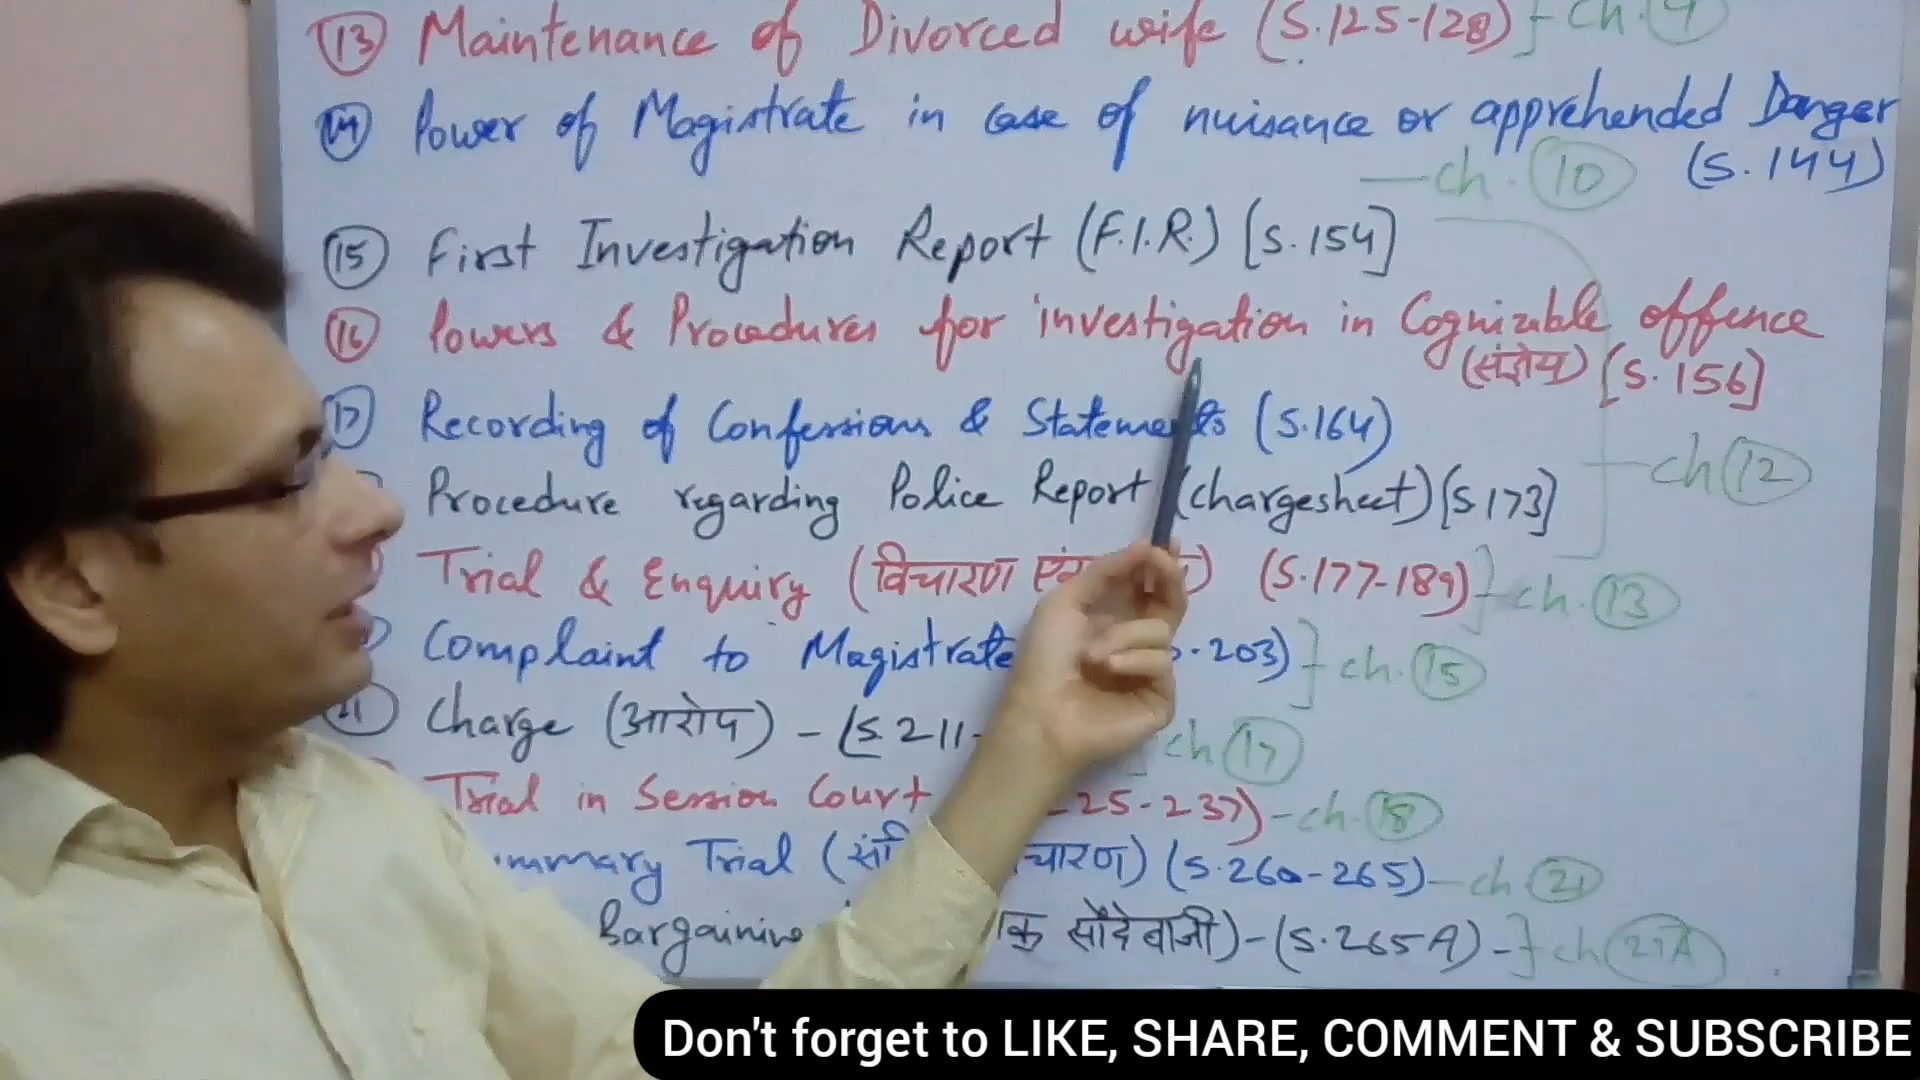 (13) Maintenance of Divorced wife (S.125-128)} - Ch. 9
(14) Power of Magistrate in case of nuisance or apprehended Danger
(S.144)
— ch. (10)
(15) First Investigation Report (F.I.R.) [S.154]
(16) Powers & Procedures for investigation in Cognizable offence
(संज्ञेय) [S.156]
(17) Recording of Confessions & Statements (S.164)
ch (12)
Procedure regarding Police Report (chargesheet) [S 173]
Trial & Enquiry (विचारण (S.177-189)} ch. (13)
Complaint to Magistrate 203)} ch. (15)
(21) Charge (आरोप) - (S.211- ch (17)
Trial in Session Court 25-237) - ch. (18)
Trial ( चारण) (S.260-265) - ch (21)
Bargaining सौदेबाजी) - (S.265A) - } ch (21A)
Don't forget to LIKE, SHARE, COMMENT & SUBSCRIBE